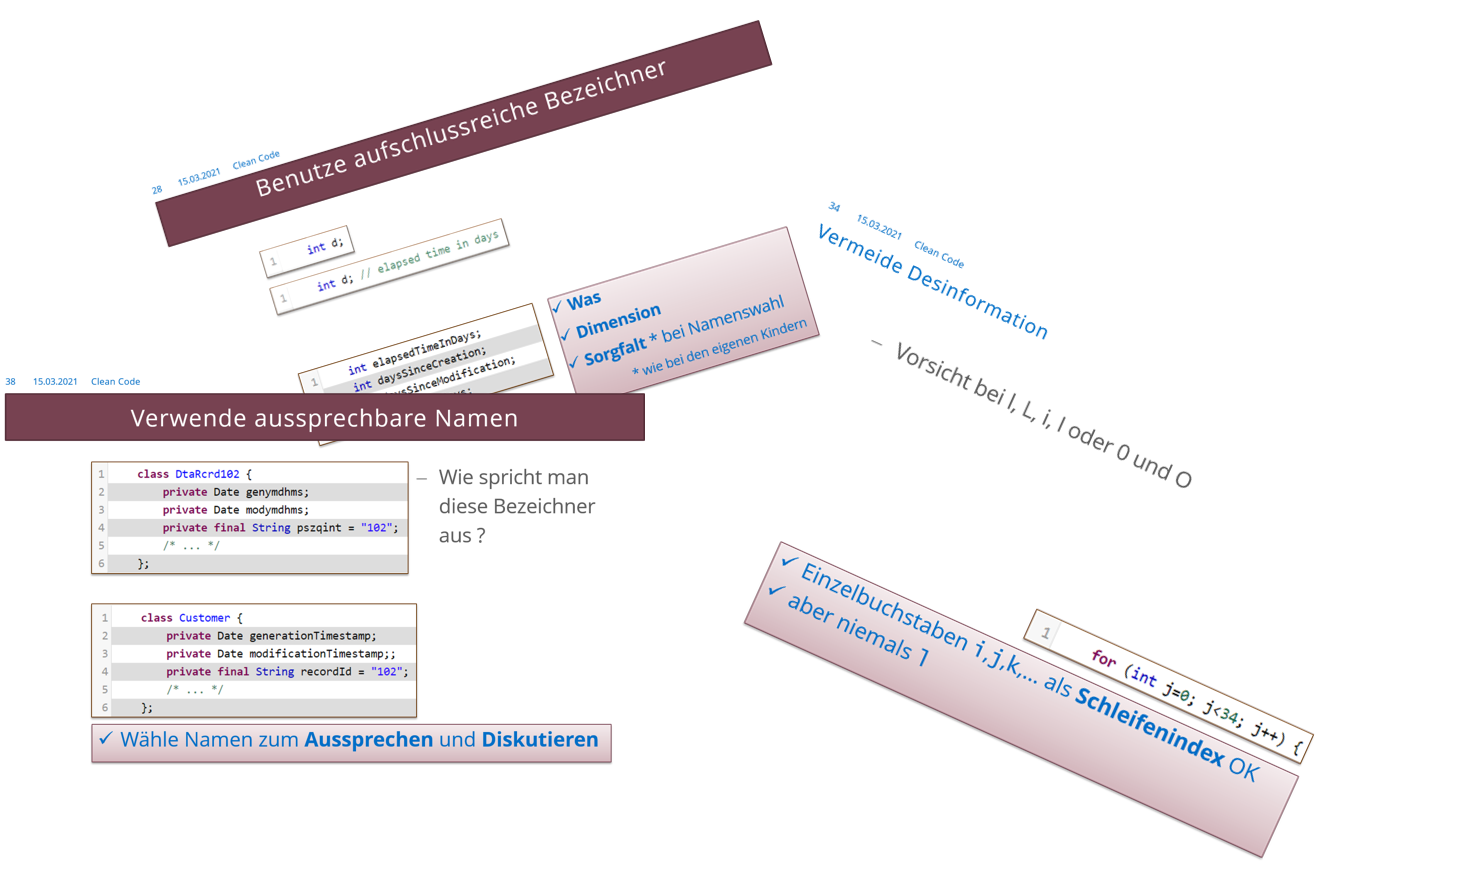 28 15.03.2021 Clean Code
Benutze aufschlussreiche Bezeichner
1 int d;
1 int d; // elapsed time in days
1 int elapsedTimeInDays;
int daysSinceCreation;
✓ Was
✓ Dimension
✓ Sorgfalt * bei Namenswahl
* wie bei den eigenen Kindern
34 15.03.2021 Clean Code
Vermeide Desinformation
– Vorsicht bei l, L, i, I oder 0 und O
1 for (int j=0; j<34; j++) {
✓ Einzelbuchstaben i,j,k,... als Schleifenindex OK
✓ aber niemals l
38 15.03.2021 Clean Code
Verwende aussprechbare Namen
1 class DtaRcrd102 {
2 private Date genymdhms;
3 private Date modymdhms;
4 private final String pszqint = "102";
5 /* ... */
6 };
– Wie spricht man
diese Bezeichner
aus ?
1 class Customer {
2 private Date generationTimestamp;
3 private Date modificationTimestamp;;
4 private final String recordId = "102";
5 /* ... */
6 };
✓ Wähle Namen zum Aussprechen und Diskutieren